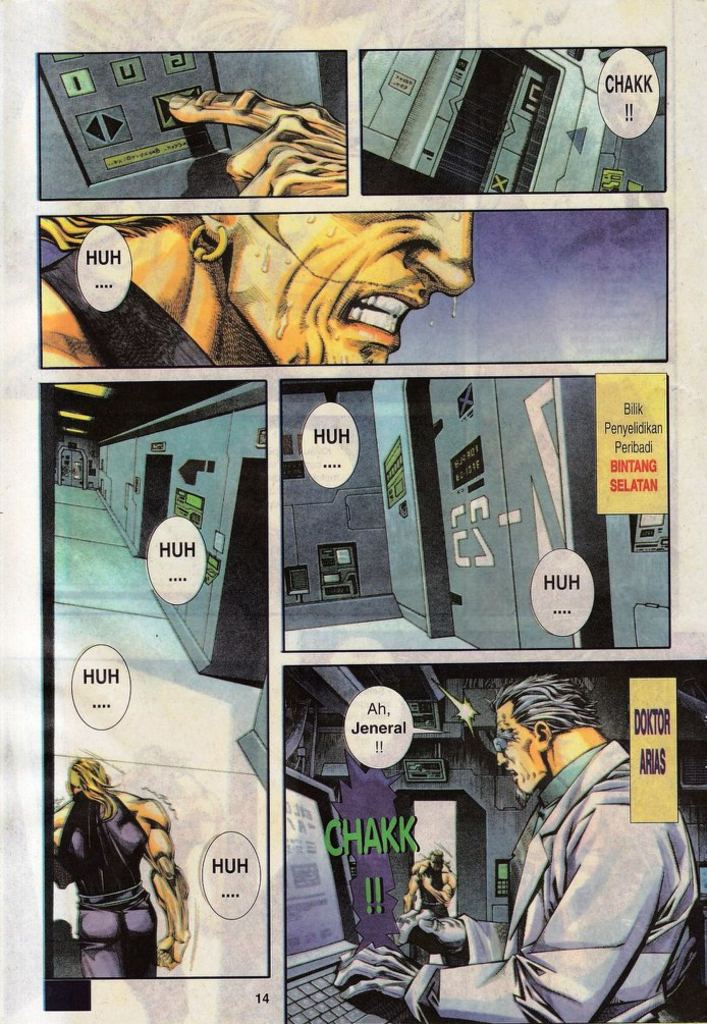 CHAKK
!!
HUH
....
HUH
....
HUH
....
HUH
....
HUH
....
HUH
....
Bilik
Penyelidikan
Peribadi
BINTANG
SELATAN
Ah,
Jeneral
!!
CHAKK
!!
DOKTOR
ARIAS
14